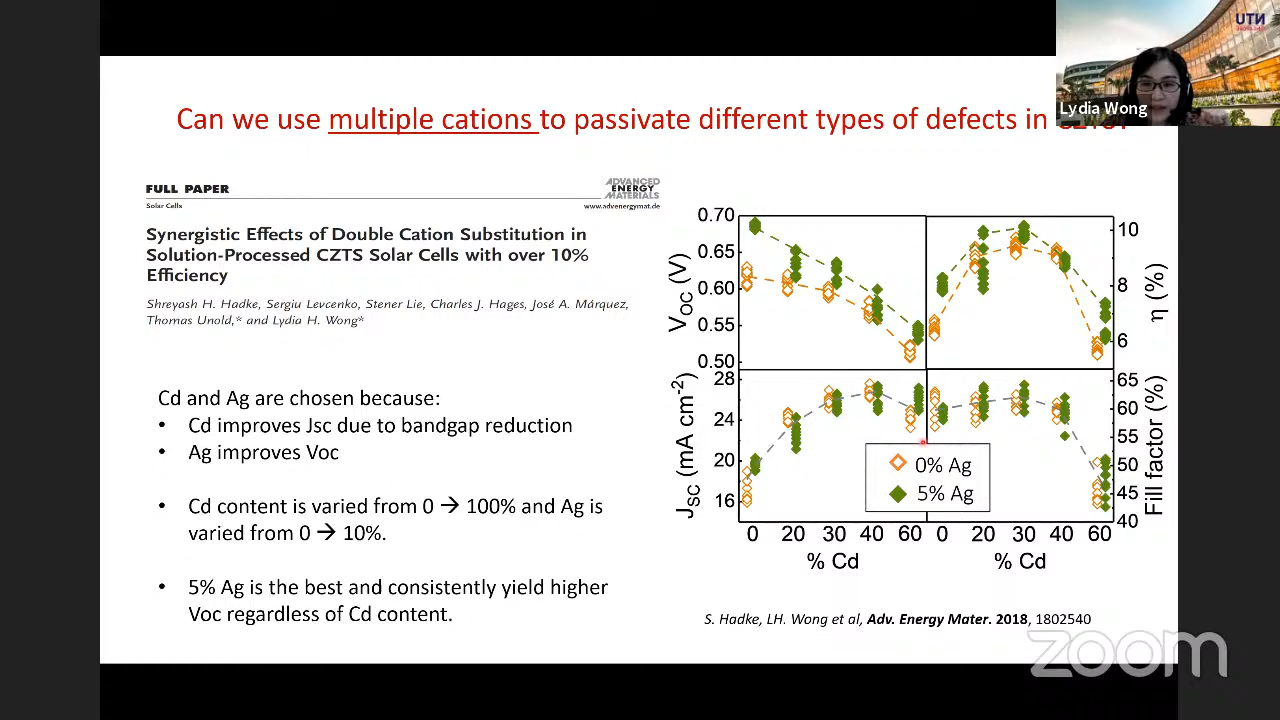 UTN
Lydia Wong
Can we use multiple cations to passivate different types of defects in
FULL PAPER
ADVANCED
ENERGY
MATERIALS
Solar Cells
www.advenergymat.de
Synergistic Effects of Double Cation Substitution in
Solution-Processed CZTS Solar Cells with over 10%
Efficiency
Shreyash H. Hadke, Sergiu Levcenko, Stener Lie, Charles J. Hages, José A. Márquez,
Thomas Unold,* and Lydia H. Wong*
Cd and Ag are chosen because:
• Cd improves Jsc due to bandgap reduction
• Ag improves Voc
• Cd content is varied from 0 → 100% and Ag is
varied from 0 → 10%.
• 5% Ag is the best and consistently yield higher
Voc regardless of Cd content.
0.70
0.65
0.60
0.55
0.50
VOC (V)
10
8
6
η (%)
28
24
20
16
JSC (mA cm-2)
65
60
55
50
45
40
Fill factor (%)
0% Ag
5% Ag
0 20 30 40 60 0 20 30 40 60
% Cd % Cd
S. Hadke, LH. Wong et al, Adv. Energy Mater. 2018, 1802540
zoom